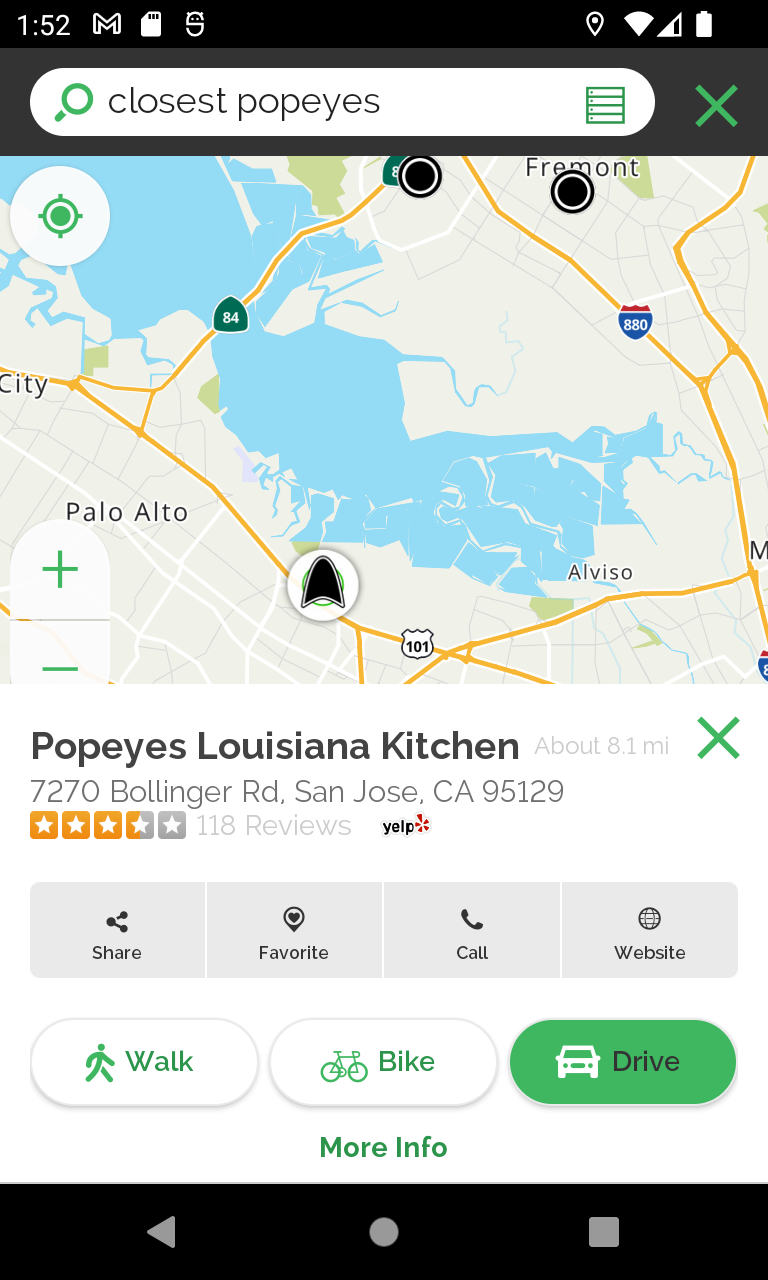 1:52
closest popeyes
Fremont
84
880
City
Palo Alto
Alviso
101
Popeyes Louisiana Kitchen About 8.1 mi
7270 Bollinger Rd, San Jose, CA 95129
118 Reviews yelp
Share Favorite Call Website
Walk Bike Drive
More Info